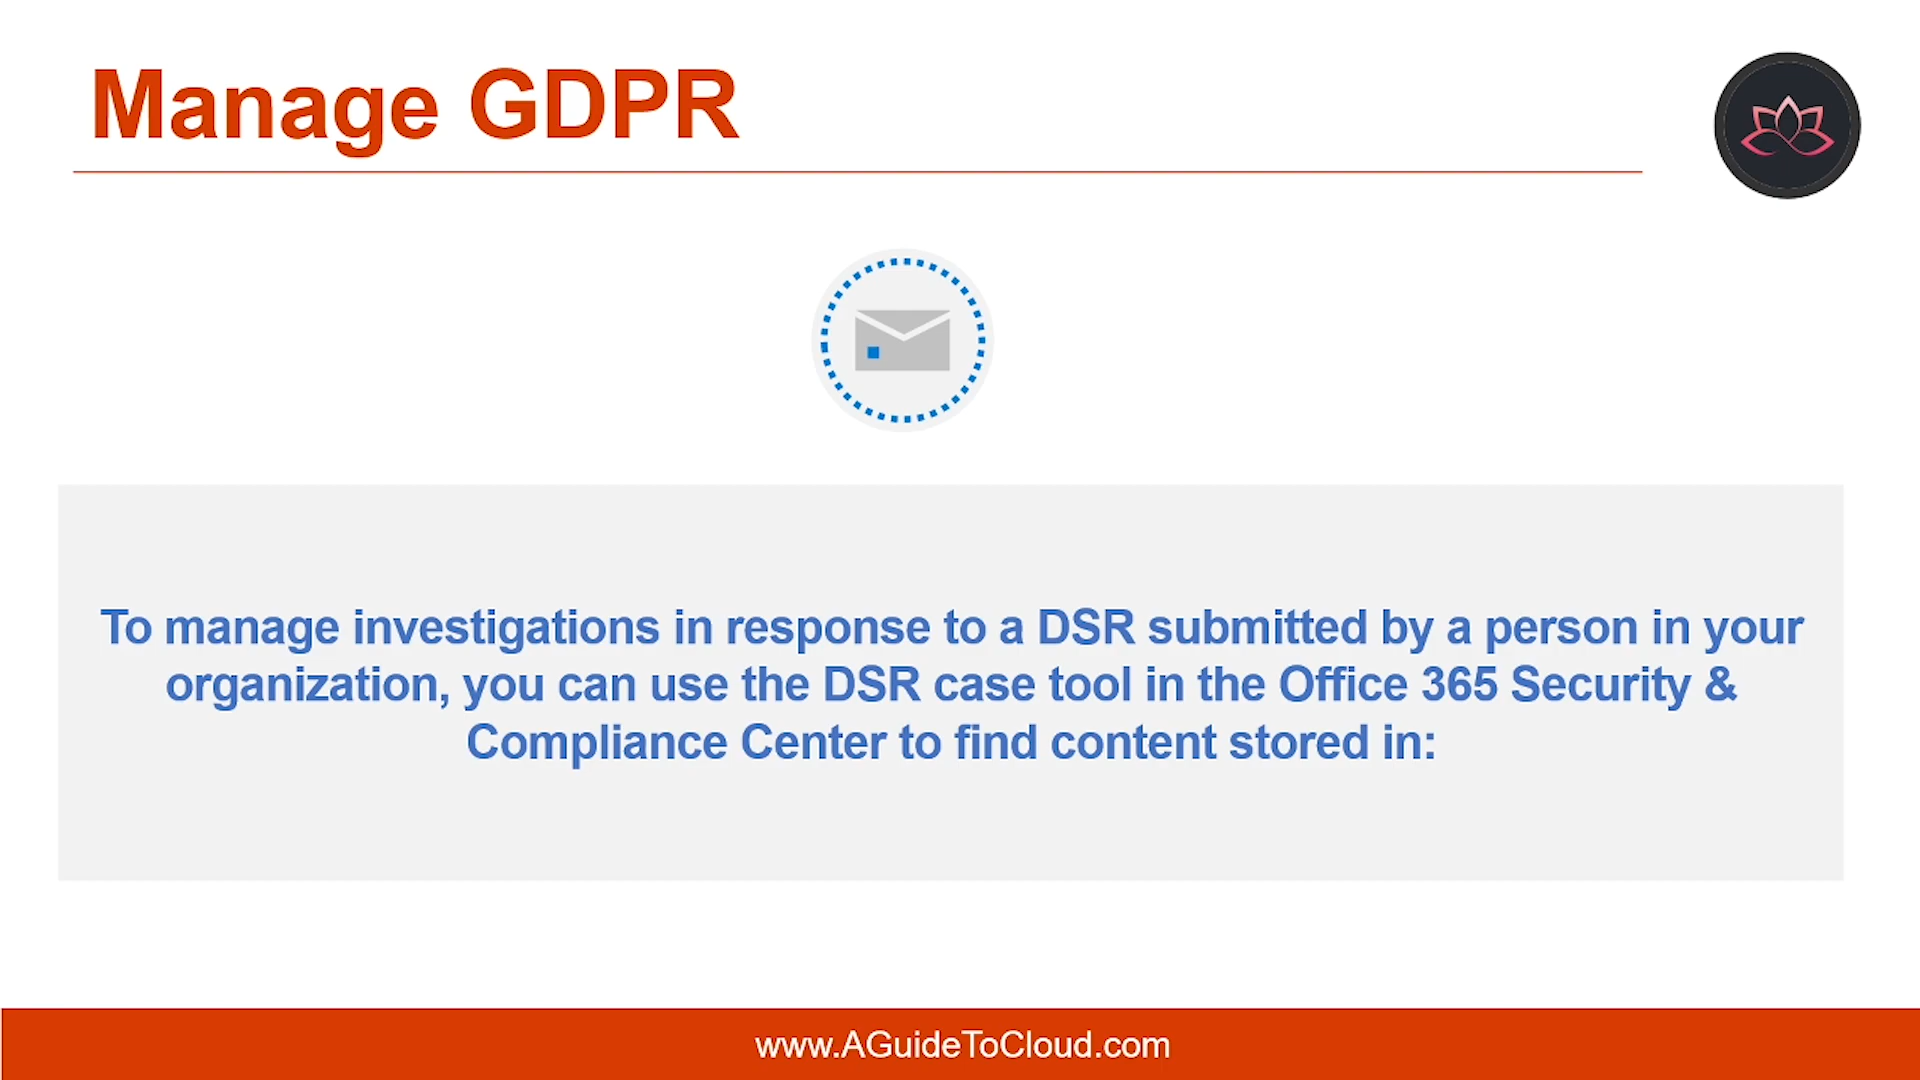 Manage GDPR
To manage investigations in response to a DSR submitted by a person in your
organization, you can use the DSR case tool in the Office 365 Security &
Compliance Center to find content stored in:
www.AGuideToCloud.com